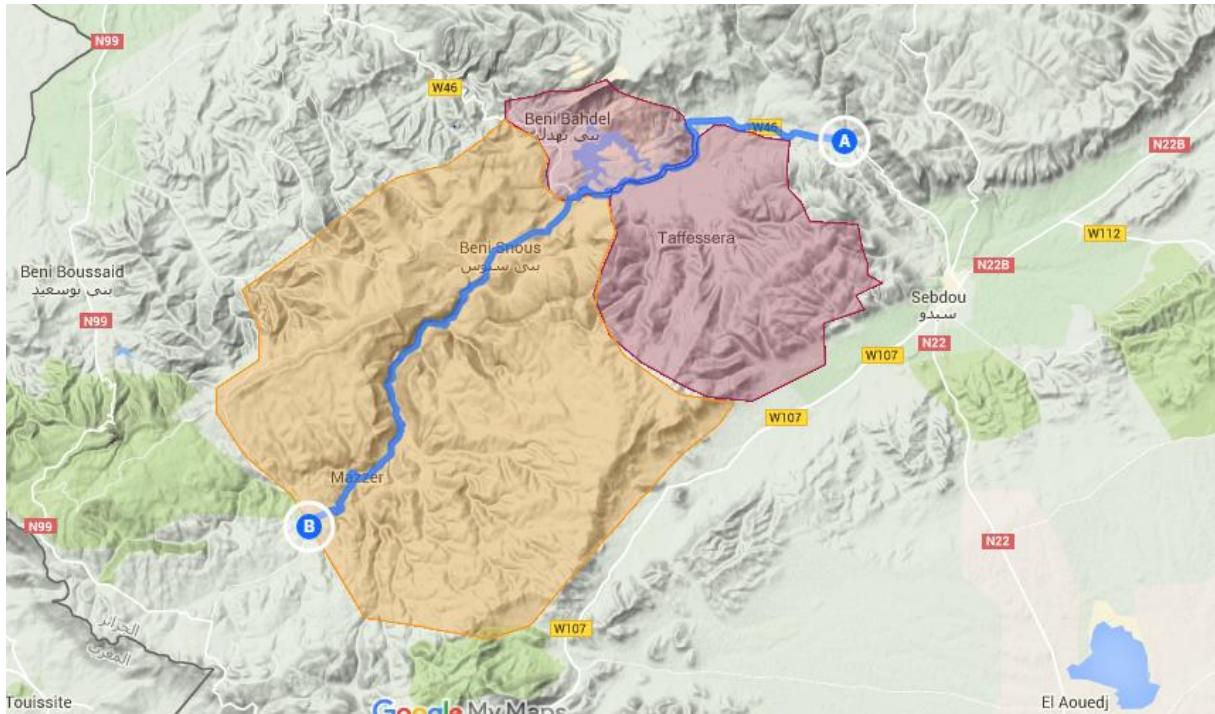 N99
W46
Beni Bahdel
بني بهدل
W46
A
N22B
W112
Taffessera
Beni Snous
بني سنوس
N22B
Beni Boussaid
بني بوسعيد
N99
Sebdou
سبدو
N22
W107
W107
Mazzer
B
N99
N22
الجزائر
المغرب
W107
Touissite
Google My Maps
El Aouedj